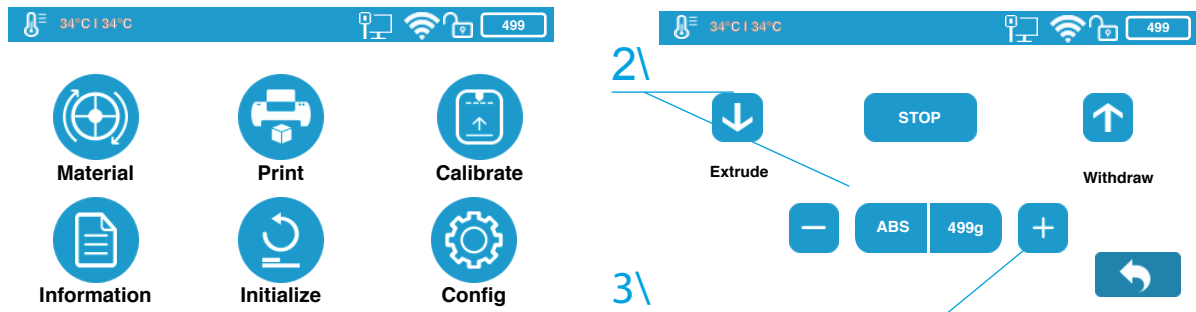 34°C I 34°C
499
Material
Print
Calibrate
Information
Initialize
Config
34°C I 34°C
499
2\
STOP
Extrude
Withdraw
ABS
499g
3\